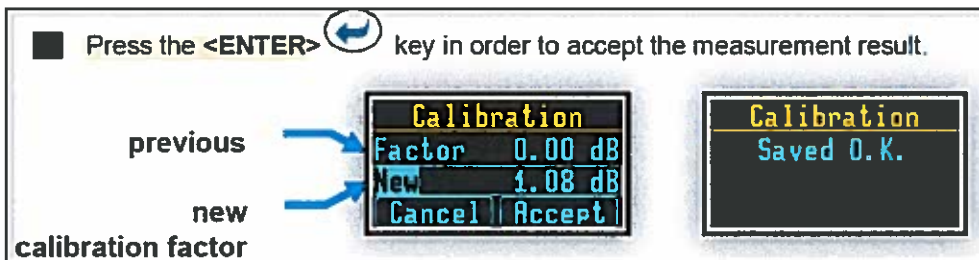 Press the <ENTER> key in order to accept the measurement result.
previous
new
calibration factor
Calibration
Factor 0.00 dB
New 1.08 dB
Cancel Accept
Calibration
Saved O.K.